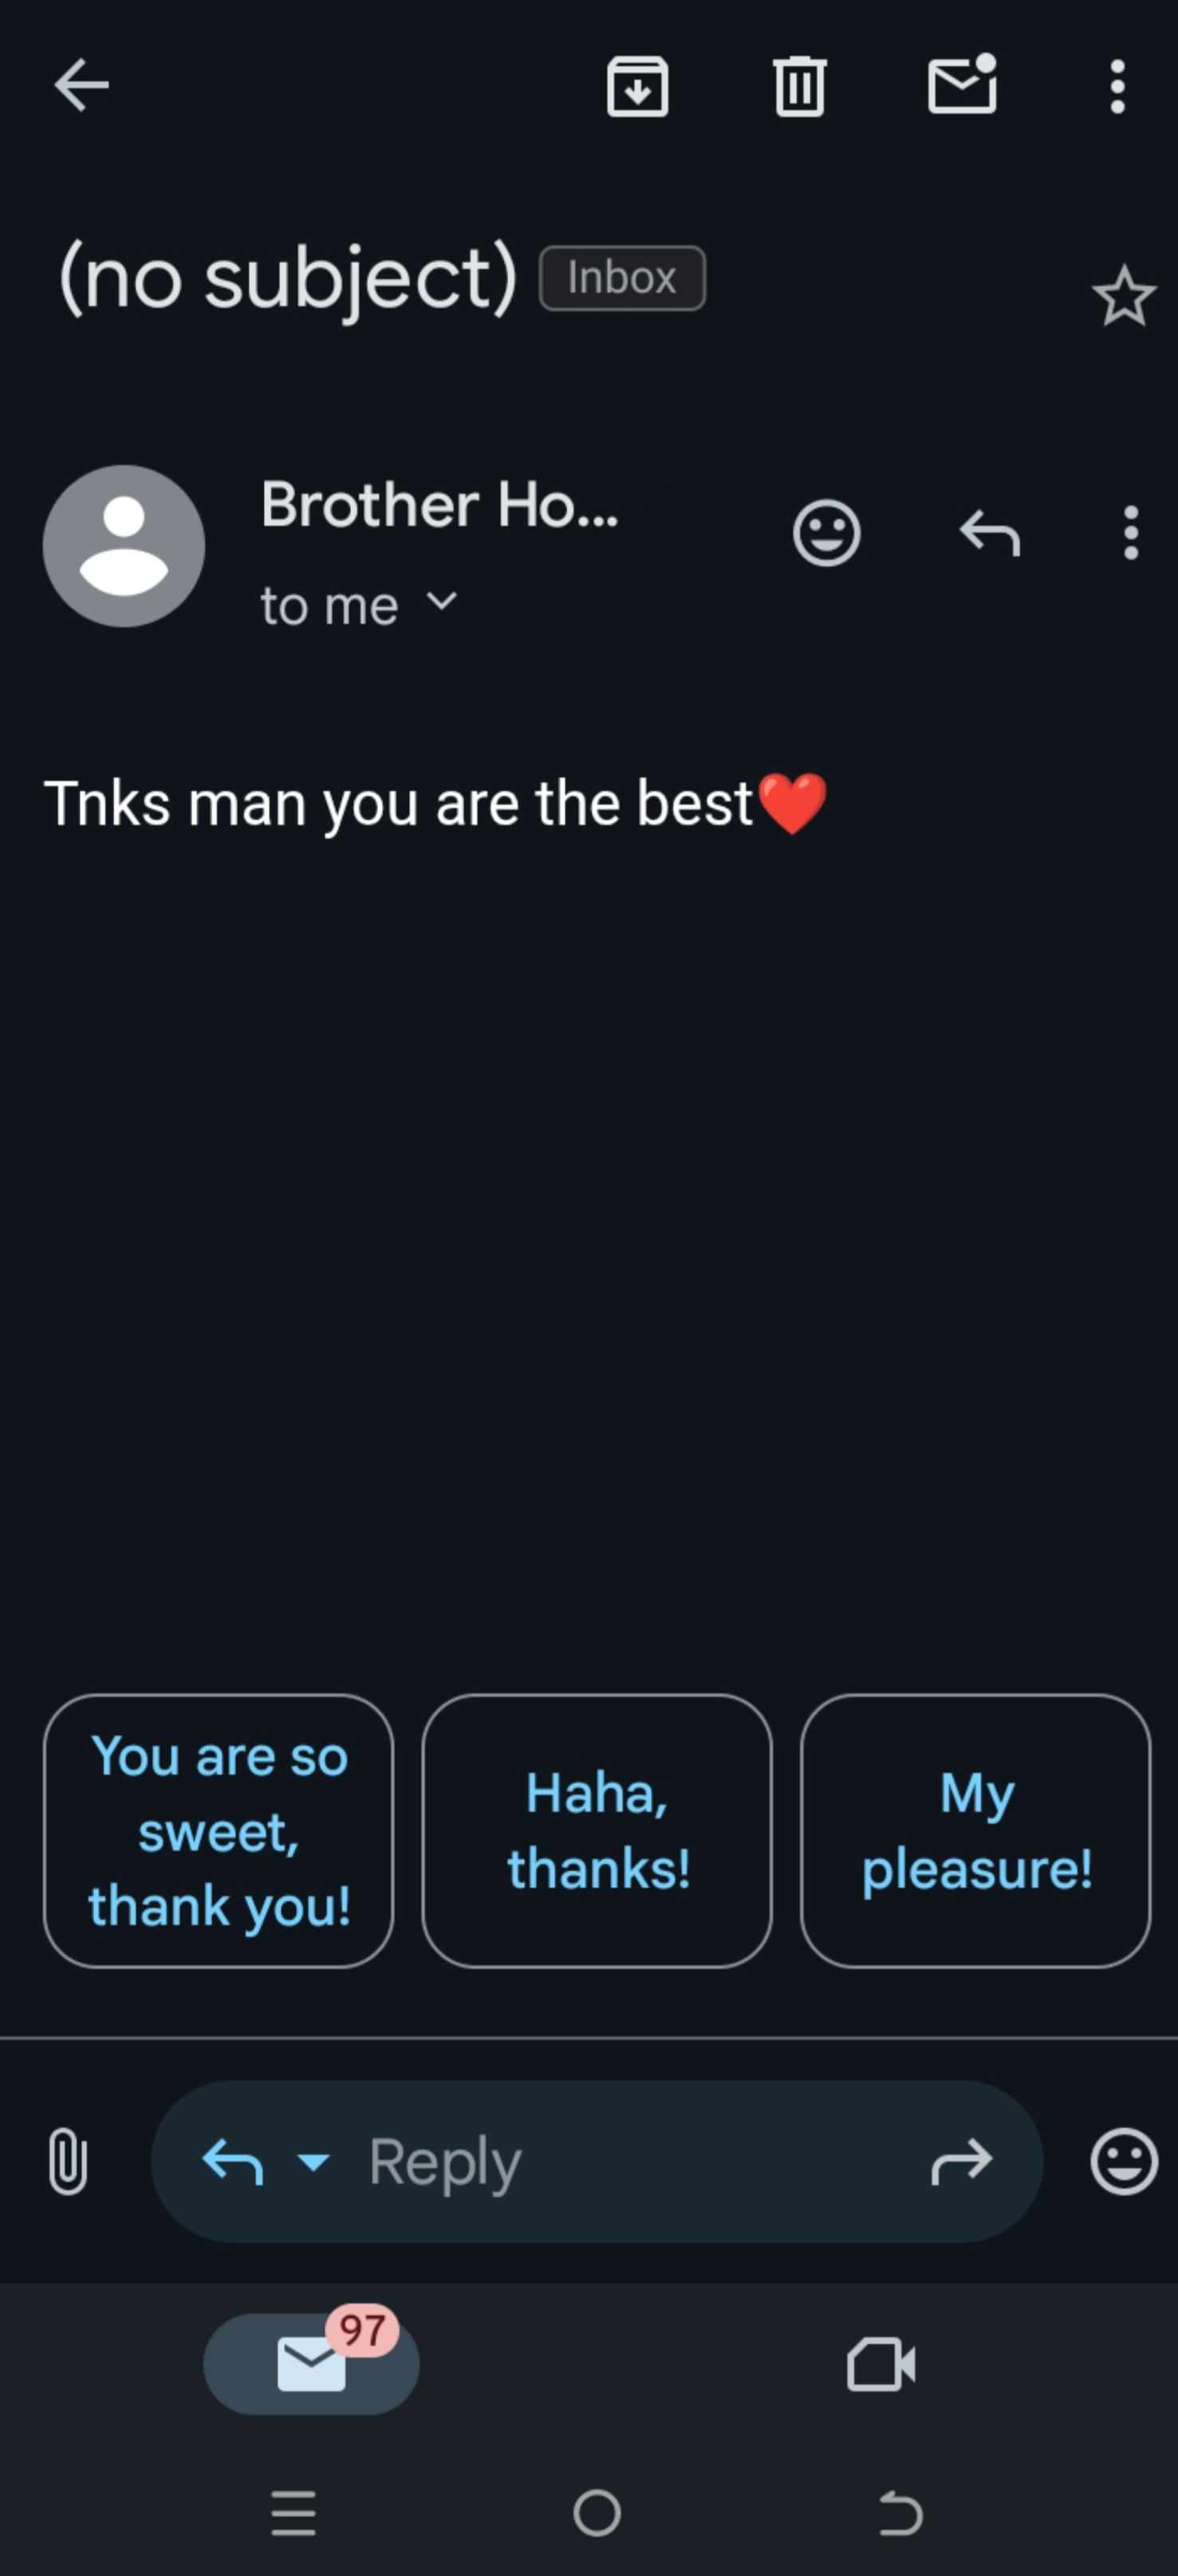 (no subject) Inbox
Brother Ho...
to me
Tnks man you are the best❤️
You are so
sweet,
thank you!
Haha,
thanks!
My
pleasure!
Reply
97